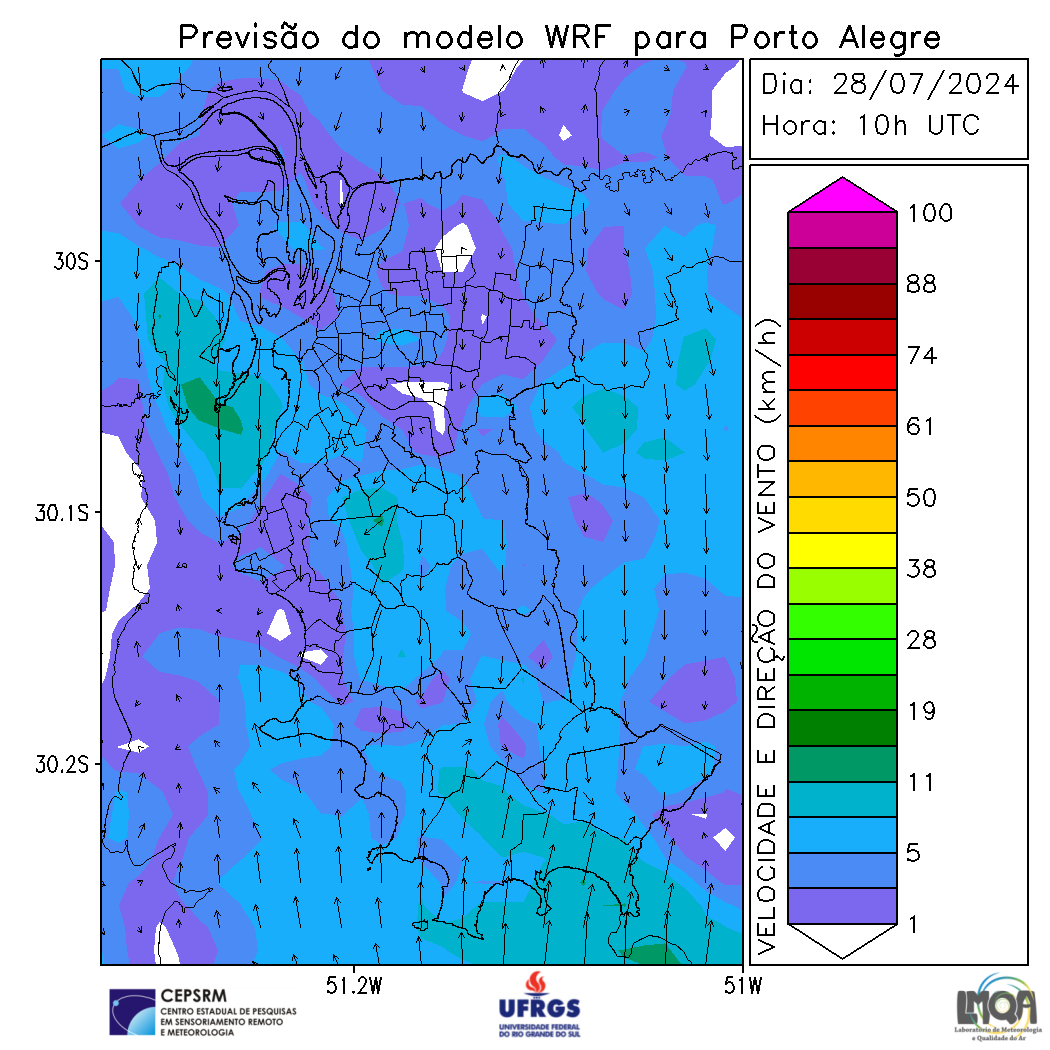 Previsão do modelo WRF para Porto Alegre
Dia: 28/07/2024
Hora: 10h UTC
30S
30.1S
30.2S
51.2W
51W
VELOCIDADE E DIREÇÃO DO VENTO (km/h)
100
88
74
61
50
38
28
19
11
5
1
CEPSRM
CENTRO ESTADUAL DE PESQUISAS
EM SENSORIAMENTO REMOTO
E METEOROLOGIA
UFRGS
UNIVERSIDADE FEDERAL
DO RIO GRANDE DO SUL
LMQA
Laboratório de Meteorologia
e Qualidade do Ar